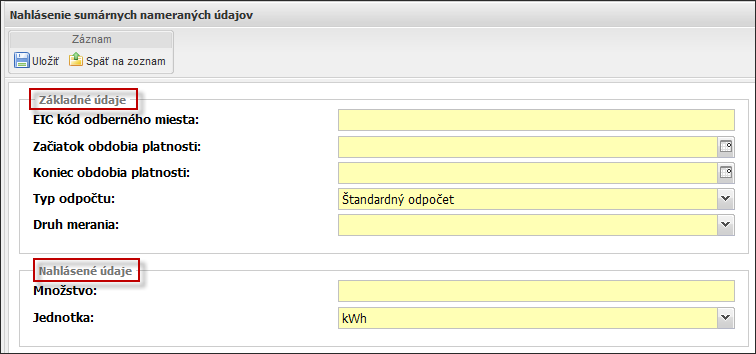 Nahlásenie sumárnych nameraných údajov
Záznam
Uložiť Späť na zoznam
Základné údaje
EIC kód odberného miesta:
Začiatok obdobia platnosti:
Koniec obdobia platnosti:
Typ odpočtu: Štandardný odpočet
Druh merania:
Nahlásené údaje
Množstvo:
Jednotka: kWh